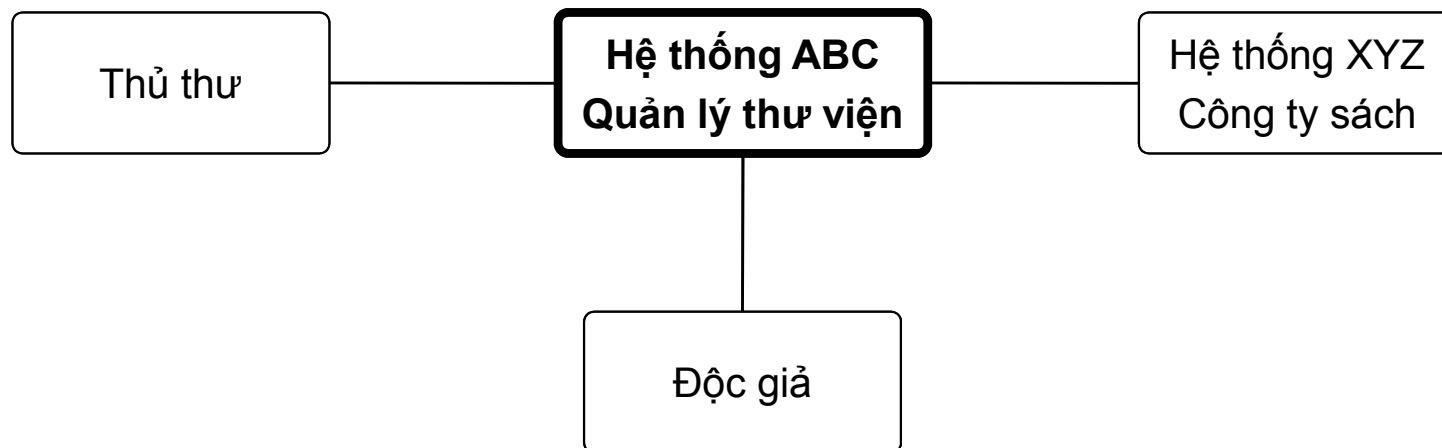 Thủ thư
Hệ thống ABC
Quản lý thư viện
Hệ thống XYZ
Công ty sách
Độc giả